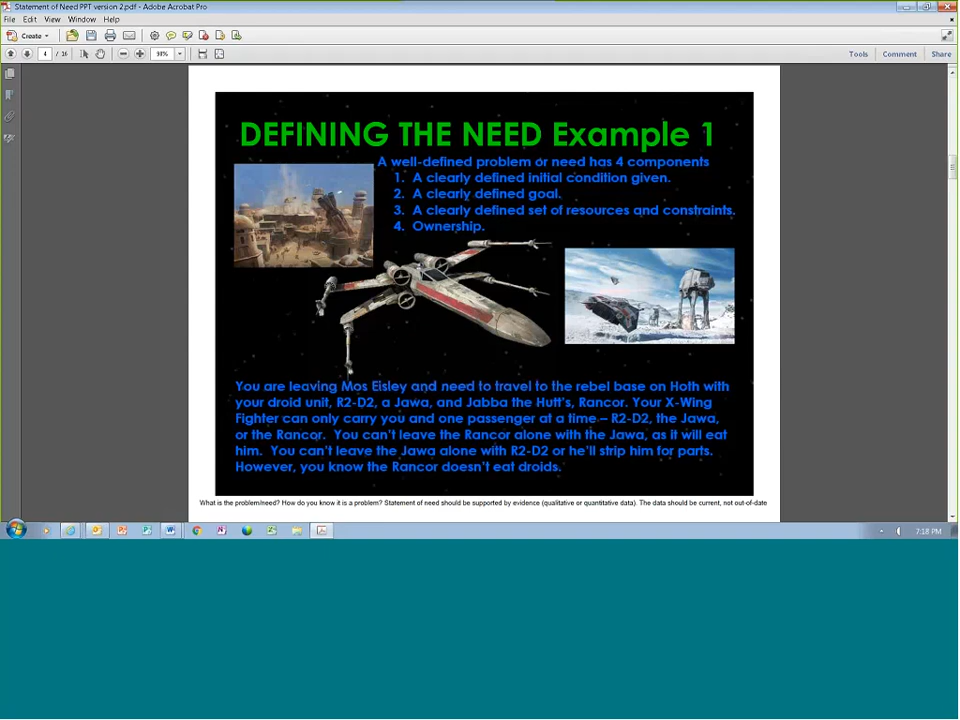 Statement of Need PPT version 2.pdf - Adobe Acrobat Pro
File Edit View Window Help
Create
4 / 16 98%
Tools Comment Share
DEFINING THE NEED Example 1
A well-defined problem or need has 4 components
1. A clearly defined initial condition given.
2. A clearly defined goal.
3. A clearly defined set of resources and constraints.
4. Ownership.
You are leaving Mos Eisley and need to travel to the rebel base on Hoth with
your droid unit, R2-D2, a Jawa, and Jabba the Hutt's, Rancor. Your X-Wing
Fighter can only carry you and one passenger at a time – R2-D2, the Jawa,
or the Rancor. You can't leave the Rancor alone with the Jawa, as it will eat
him. You can't leave the Jawa alone with R2-D2 or he'll strip him for parts.
However, you know the Rancor doesn't eat droids.
What is the problem/need? How do you know it is a problem? Statement of need should be supported by evidence (qualitative or quantitative data). The data should be current, not out-of-date
7:18 PM